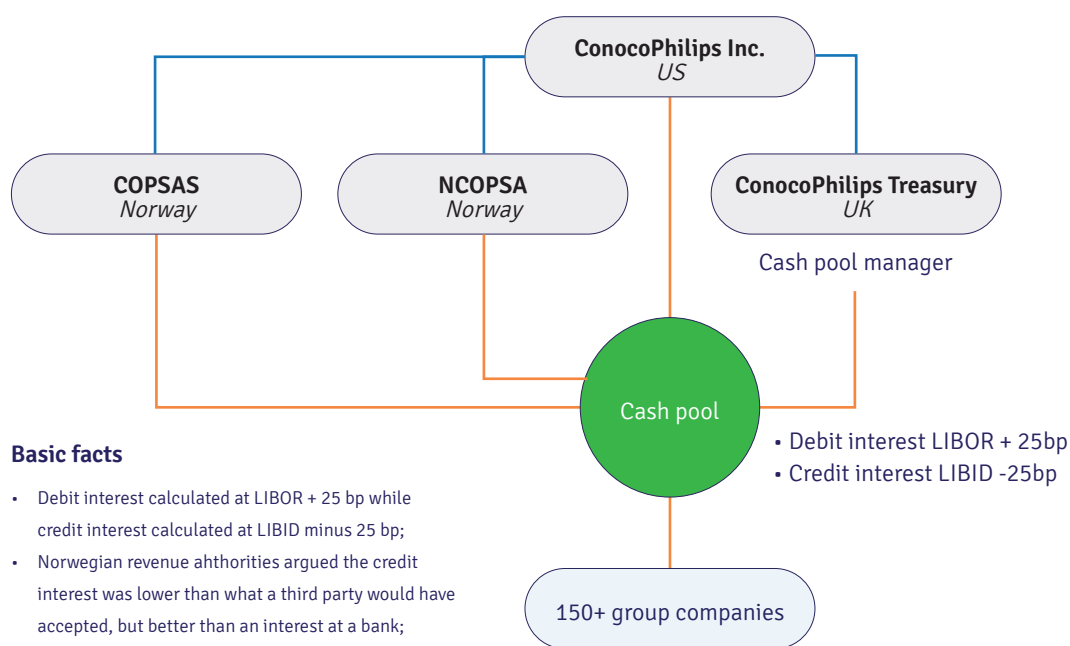 ConocoPhilips Inc.
US
COPSAS
Norway
NCOPSA
Norway
ConocoPhilips Treasury
UK
Cash pool manager
Cash pool
• Debit interest LIBOR + 25bp
• Credit interest LIBID -25bp
Basic facts
• Debit interest calculated at LIBOR + 25 bp while
credit interest calculated at LIBID minus 25 bp;
• Norwegian revenue ahthorities argued the credit
interest was lower than what a third party would have
accepted, but better than an interest at a bank;
150+ group companies